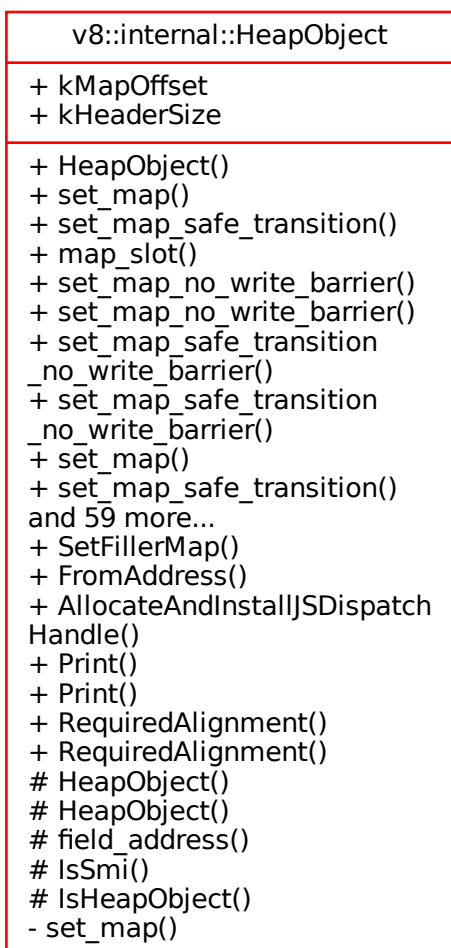 v8::internal::HeapObject
+ kMapOffset
+ kHeaderSize
+ HeapObject()
+ set_map()
+ set_map_safe_transition()
+ map_slot()
+ set_map_no_write_barrier()
+ set_map_no_write_barrier()
+ set_map_safe_transition
_no_write_barrier()
+ set_map_safe_transition
_no_write_barrier()
+ set_map()
+ set_map_safe_transition()
and 59 more...
+ SetFillerMap()
+ FromAddress()
+ AllocateAndInstallJSDispatch
Handle()
+ Print()
+ Print()
+ RequiredAlignment()
+ RequiredAlignment()
# HeapObject()
# HeapObject()
# field_address()
# IsSmi()
# IsHeapObject()
- set_map()